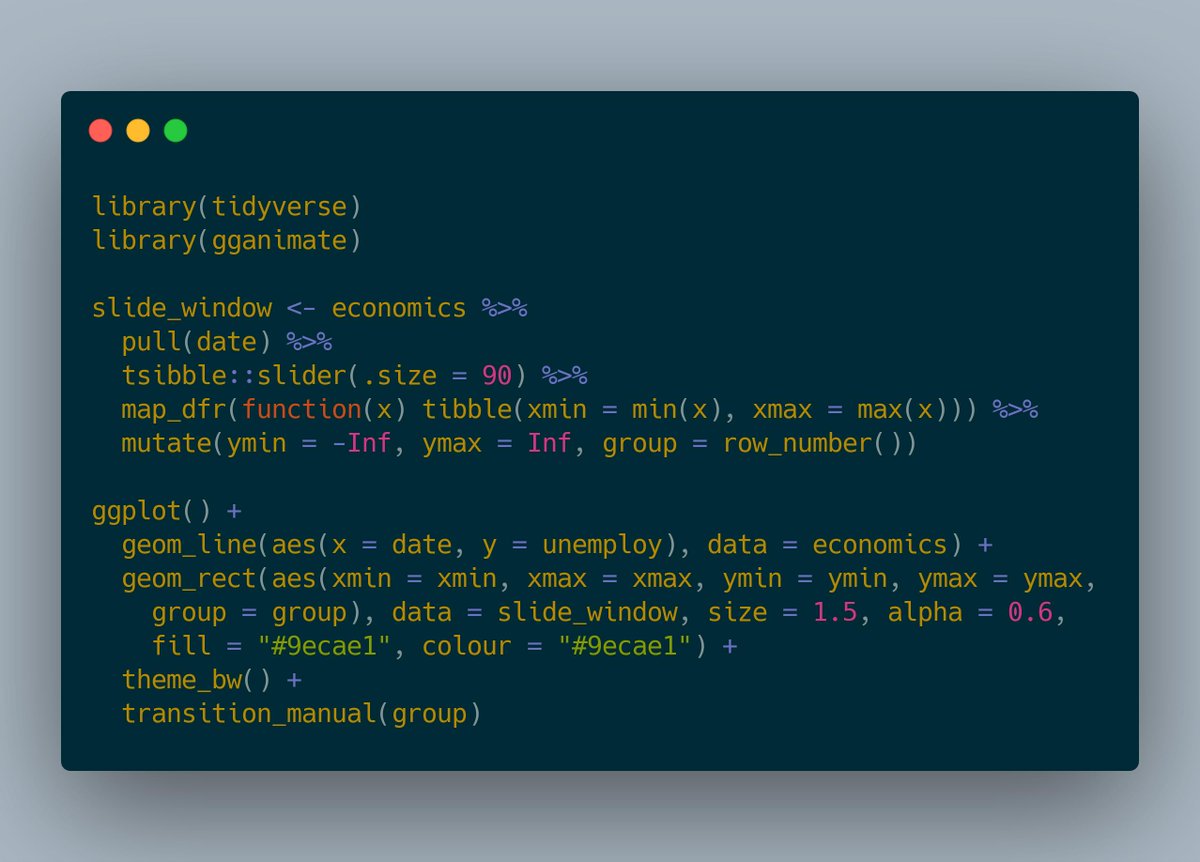 library(tidyverse)
library(gganimate)
slide_window <- economics %>%
pull(date) %>%
tsibble::slider(.size = 90) %>%
map_dfr(function(x) tibble(xmin = min(x), xmax = max(x))) %>%
mutate(ymin = -Inf, ymax = Inf, group = row_number())
ggplot() +
geom_line(aes(x = date, y = unemploy), data = economics) +
geom_rect(aes(xmin = xmin, xmax = xmax, ymin = ymin, ymax = ymax,
group = group), data = slide_window, size = 1.5, alpha = 0.6,
fill = "#9ecae1", colour = "#9ecae1") +
theme_bw() +
transition_manual(group)